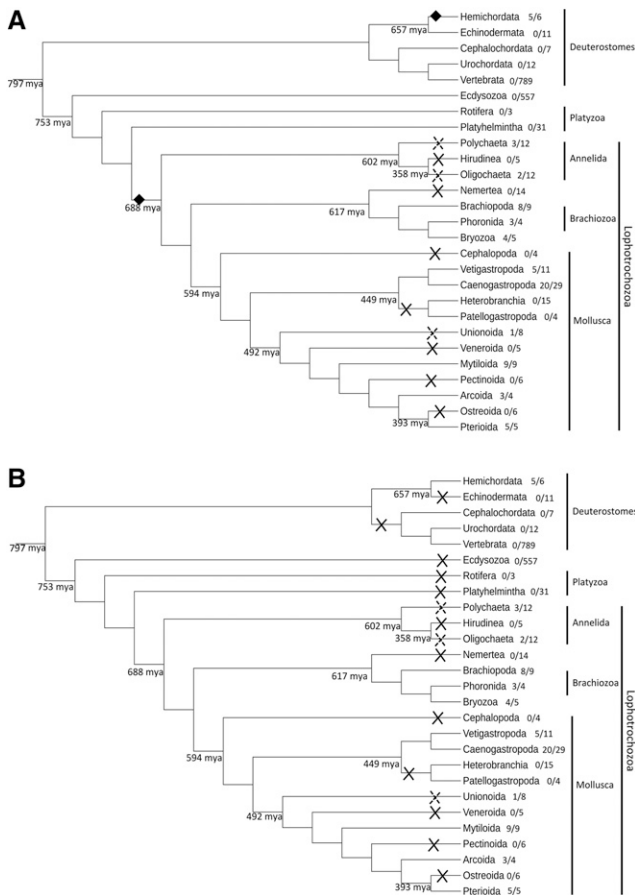 A
Hemichordata 5/6
657 mya
Echinodermata 0/11
Cephalochordata 0/7
Deuterostomes
Urochordata 0/12
797 mya
Vertebrata 0/789
Ecdysozoa 0/557
753 mya
Rotifera 0/3
Platyzoa
Platyhelmintha 0/31
Polychaeta 3/12
602 mya
Hirudinea 0/5
Annelida
358 mya
Oligochaeta 2/12
Nemertea 0/14
688 mya
Brachiopoda 8/9
617 mya
Phoronida 3/4
Brachiozoa
Bryozoa 4/5
Lophotrochozoa
Cephalopoda 0/4
Vetigastropoda 5/11
594 mya
Caenogastropoda 20/29
449 mya
Heterobranchia 0/15
Patellogastropoda 0/4
Mollusca
Unionoida 1/8
492 mya
Veneroida 0/5
Mytiloida 9/9
Pectinoida 0/6
Arcoida 3/4
Ostreoida 0/6
393 mya
Pterioida 5/5
B
Hemichordata 5/6
657 mya
Echinodermata 0/11
Cephalochordata 0/7
Deuterostomes
Urochordata 0/12
797 mya
Vertebrata 0/789
Ecdysozoa 0/557
753 mya
Rotifera 0/3
Platyzoa
Platyhelmintha 0/31
Polychaeta 3/12
602 mya
Hirudinea 0/5
Annelida
358 mya
Oligochaeta 2/12
Nemertea 0/14
688 mya
Brachiopoda 8/9
617 mya
Phoronida 3/4
Brachiozoa
Bryozoa 4/5
Lophotrochozoa
Cephalopoda 0/4
Vetigastropoda 5/11
594 mya
Caenogastropoda 20/29
449 mya
Heterobranchia 0/15
Patellogastropoda 0/4
Mollusca
Unionoida 1/8
492 mya
Veneroida 0/5
Mytiloida 9/9
Pectinoida 0/6
Arcoida 3/4
Ostreoida 0/6
393 mya
Pterioida 5/5